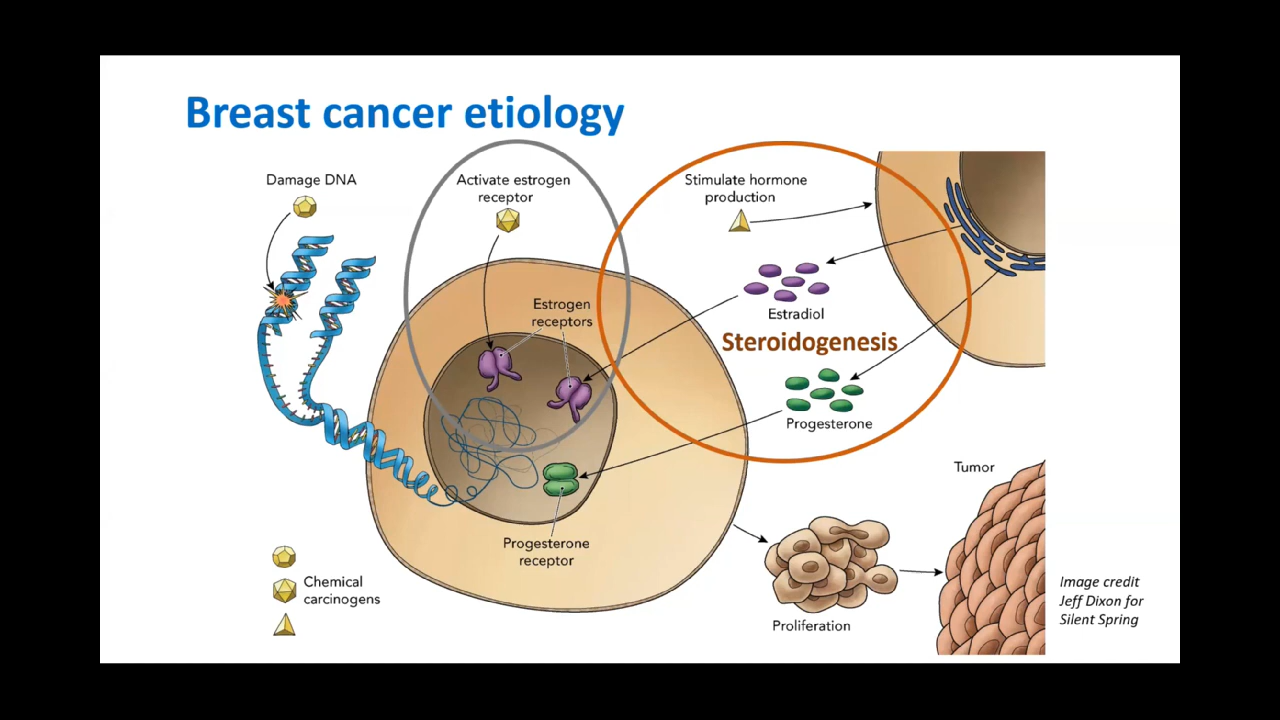 Breast cancer etiology
Damage DNA
Activate estrogen
receptor
Stimulate hormone
production
Estrogen
receptors
Estradiol
Steroidogenesis
Progesterone
Tumor
Progesterone
receptor
Chemical
carcinogens
Proliferation
Image credit
Jeff Dixon for
Silent Spring